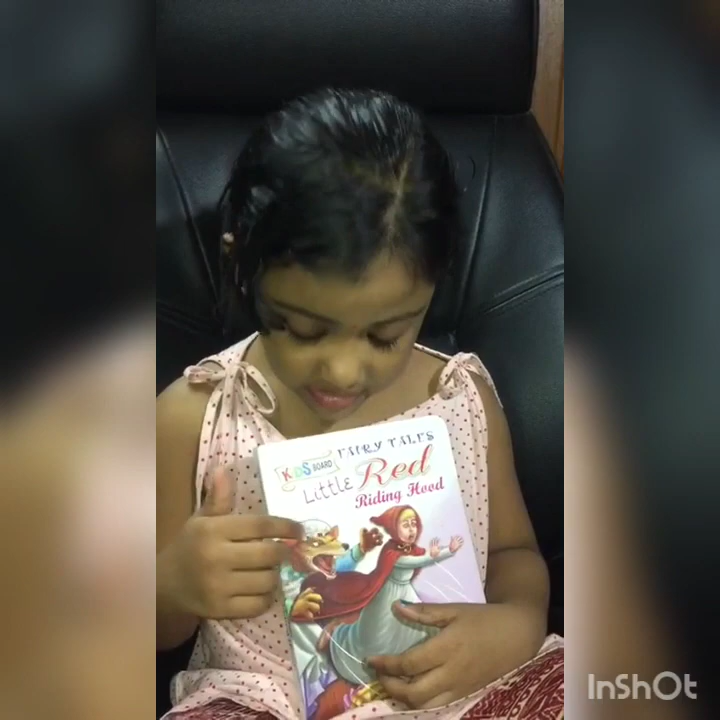 FAIRY TALES
KiDS BOARD
Little Red
Riding Hood
InShOt